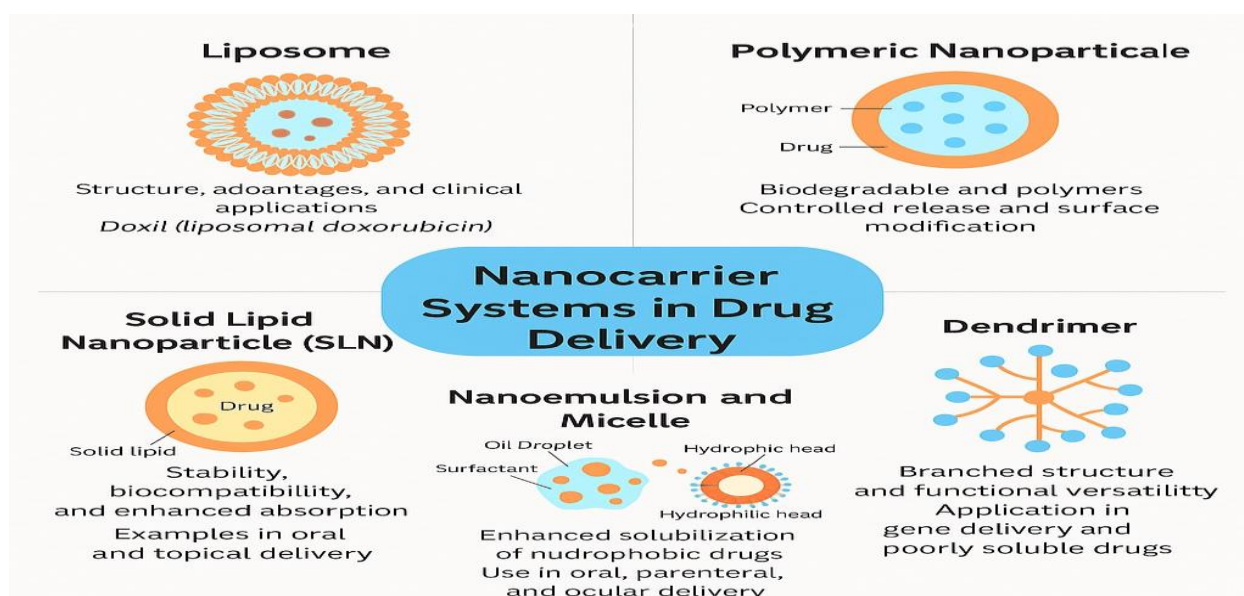 Liposome
Structure, adoantages, and clinical
applications
Doxil (liposomal doxorubicin)
Polymeric Nanoparticale
Polymer
Drug
Biodegradable and polymers
Controlled release and surface
modification
Nanocarrier
Systems in Drug
Delivery
Solid Lipid
Nanoparticle (SLN)
Drug
Solid lipid
Stability,
biocompatibillity,
and enhanced absorption
Examples in oral
and topical delivery
Nanoemulsion and
Micelle
Oil Droplet
Surfactant
Hydrophic head
Hydrophilic head
Enhanced solubilization
of nudrophobic drugs
Use in oral, parenteral,
and ocular delivery
Dendrimer
Branched structure
and functional versatilitty
Application in
gene delivery and
poorly soluble drugs